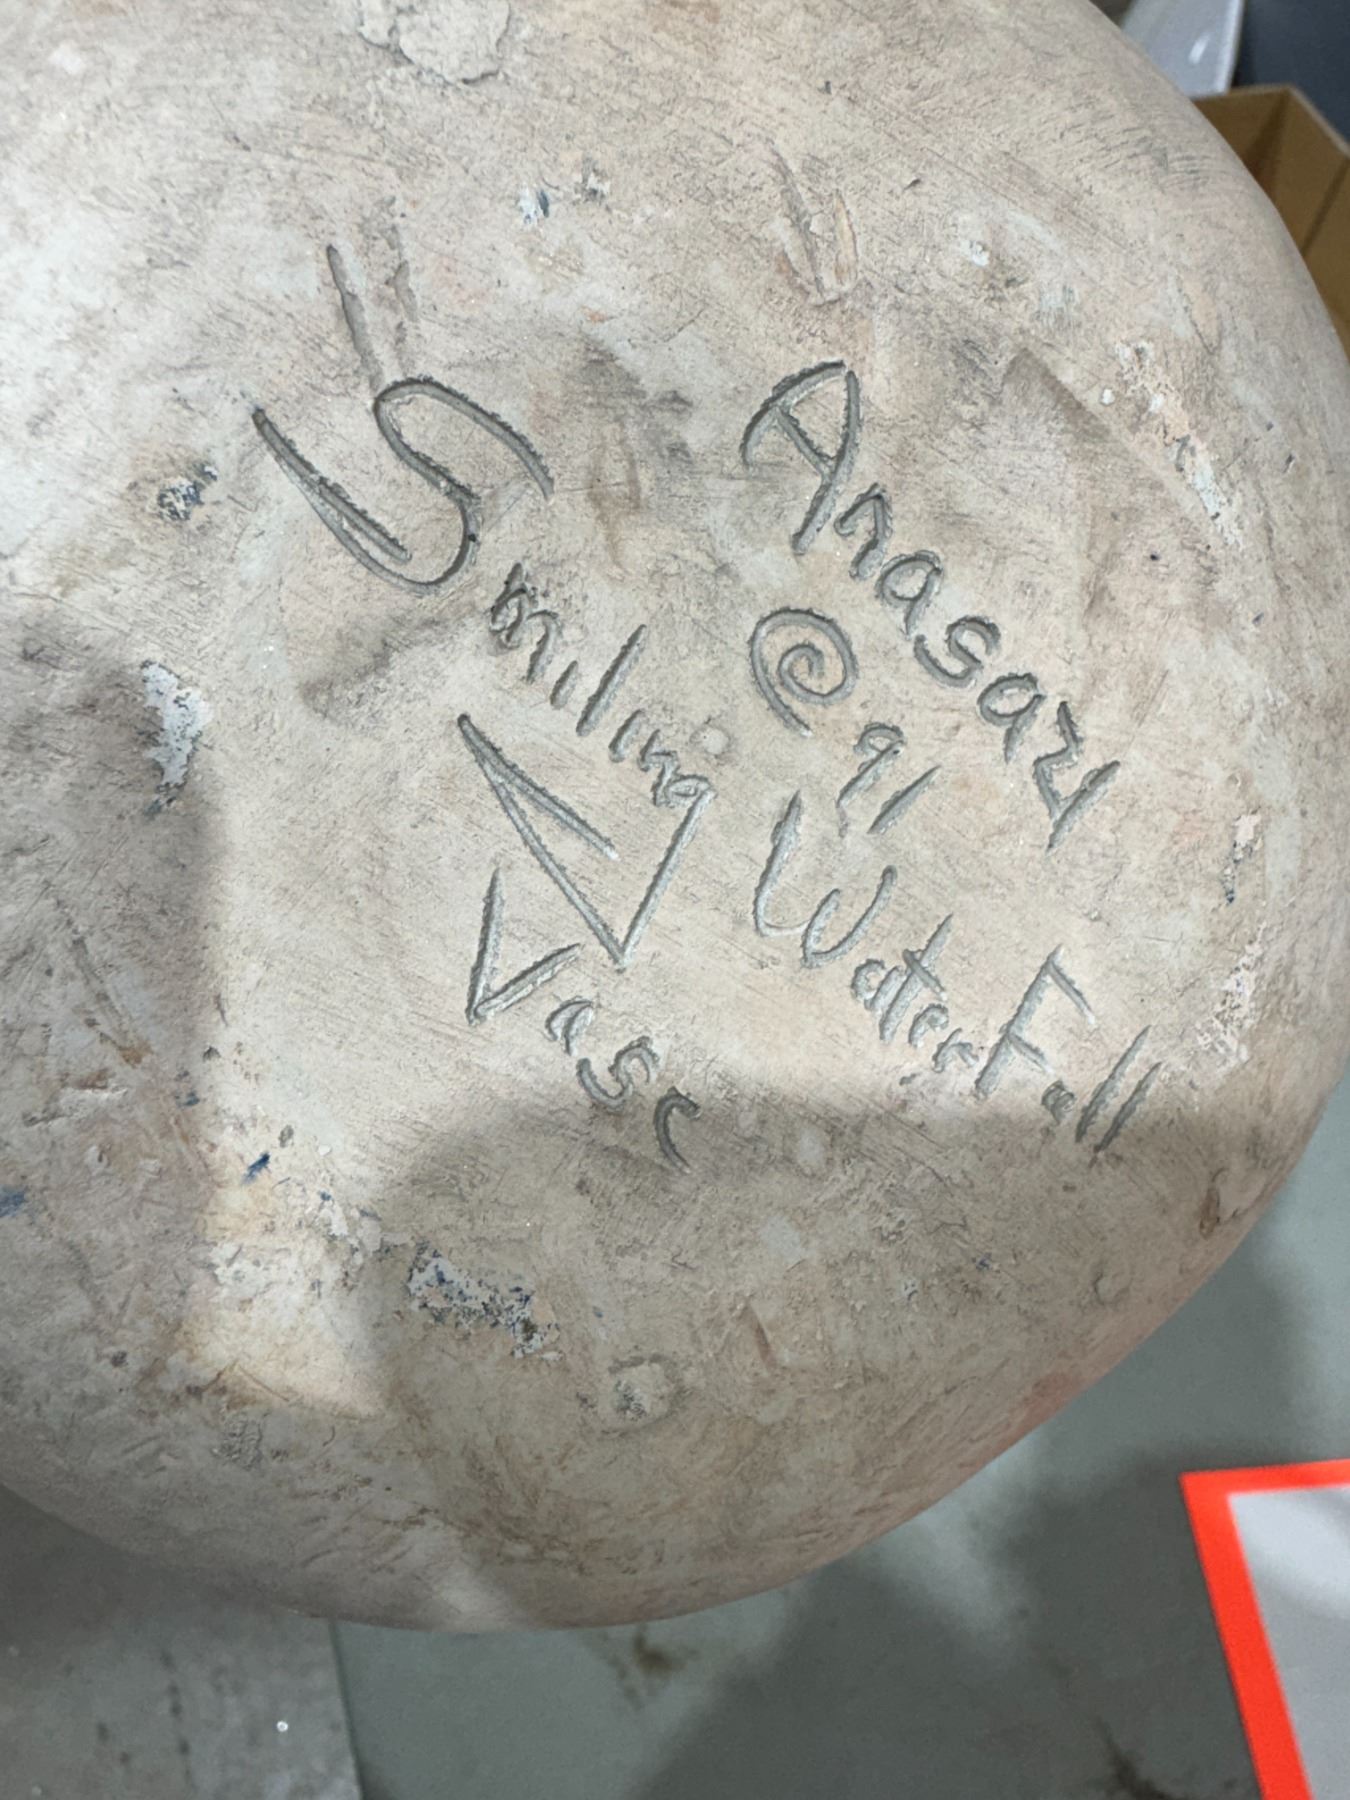 Anasazi
@ 91
WaterFall
Smiling
Vase